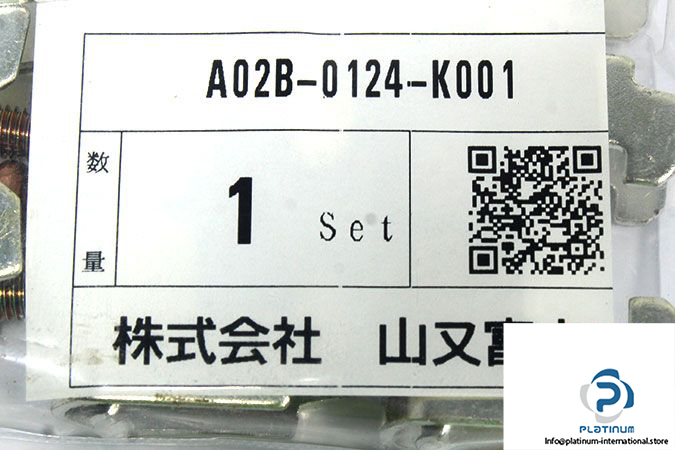 A02B-0124-K001
数量
1 Set
株式会社 山又富
PLATINUM
Info@platinum-international.store